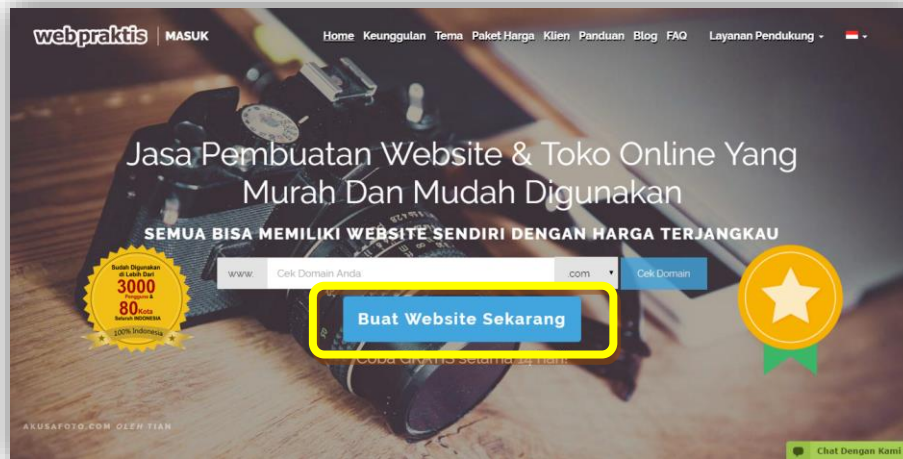 webpraktis MASUK Home Keunggulan Tema Paket Harga Klien Panduan Blog FAQ Layanan Pendukung
Jasa Pembuatan Website & Toko Online Yang
Murah Dan Mudah Digunakan
SEMUA BISA MEMILIKI WEBSITE SENDIRI DENGAN HARGA TERJANGKAU
www. Cek Domain Anda .com Cek Domain
Sudah Digunakan
di Lebih Dari
3000
Pengguna &
80 Kota
Seluruh INDONESIA
100% Indonesia
Buat Website Sekarang
Coba GRATIS selama 14 hari!
AKUSAFOTO.COM OLEH TIAN
Chat Dengan Kami